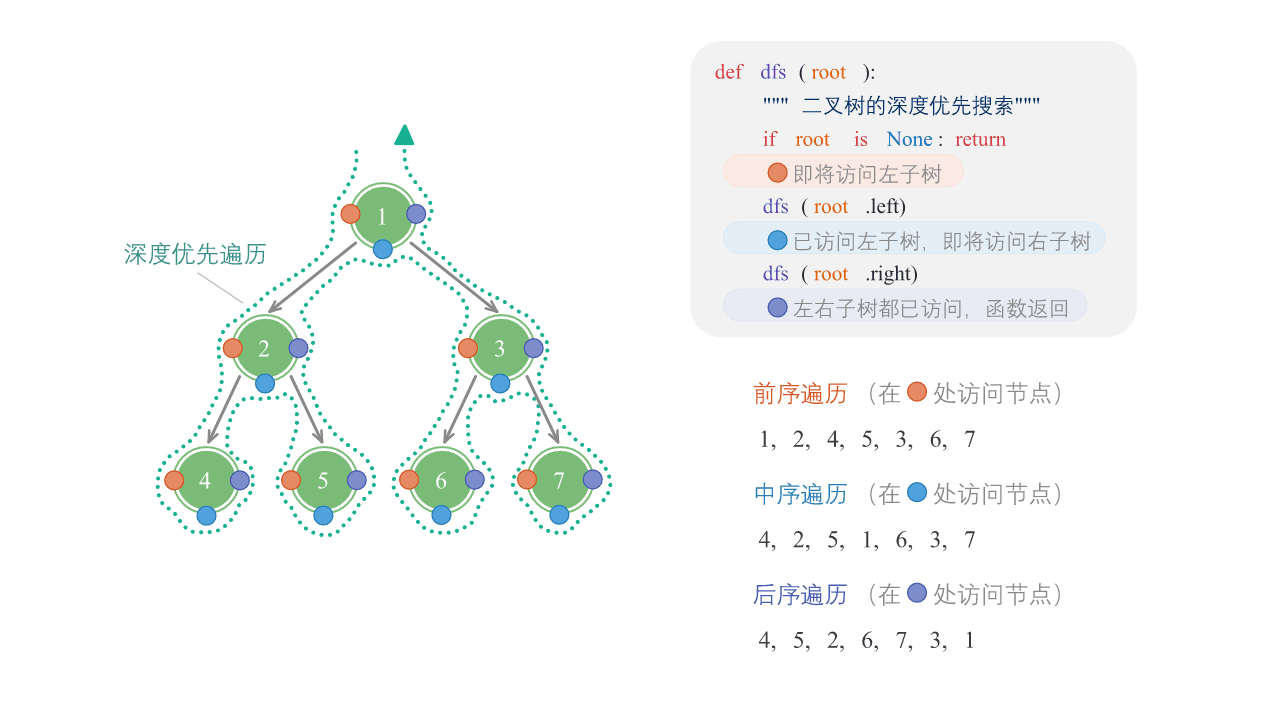 深度优先遍历
1
2
3
4
5
6
7
def dfs ( root ):
""" 二叉树的深度优先搜索"""
if root is None : return
即将访问左子树
dfs ( root .left)
已访问左子树，即将访问右子树
dfs ( root .right)
左右子树都已访问，函数返回
前序遍历 （在 处访问节点）
1, 2, 4, 5, 3, 6, 7
中序遍历 （在 处访问节点）
4, 2, 5, 1, 6, 3, 7
后序遍历 （在 处访问节点）
4, 5, 2, 6, 7, 3, 1